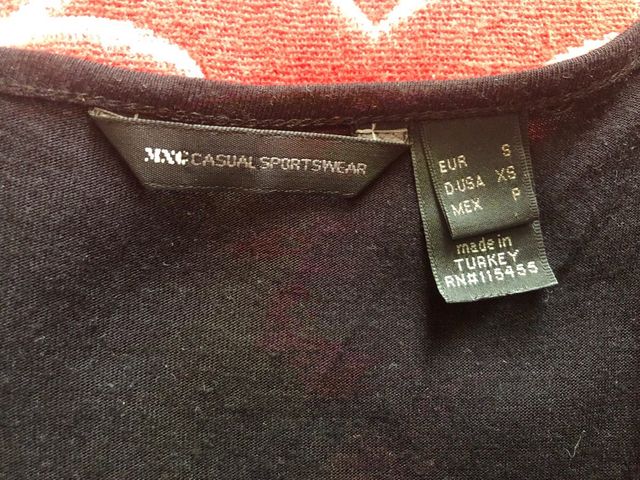 MNG CASUAL SPORTSWEAR
EUR S
D-USA XS
MEX P
made in
TURKEY
RN#115455